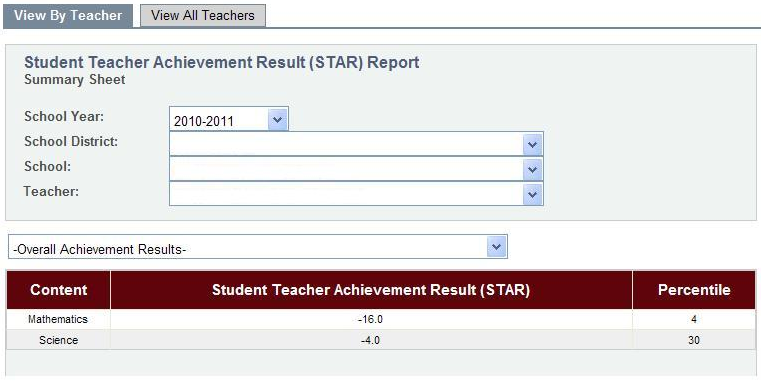 View By Teacher View All Teachers
Student Teacher Achievement Result (STAR) Report
Summary Sheet
School Year: 2010-2011
School District:
School:
Teacher:
-Overall Achievement Results-
Content Student Teacher Achievement Result (STAR) Percentile
Mathematics -16.0 4
Science -4.0 30